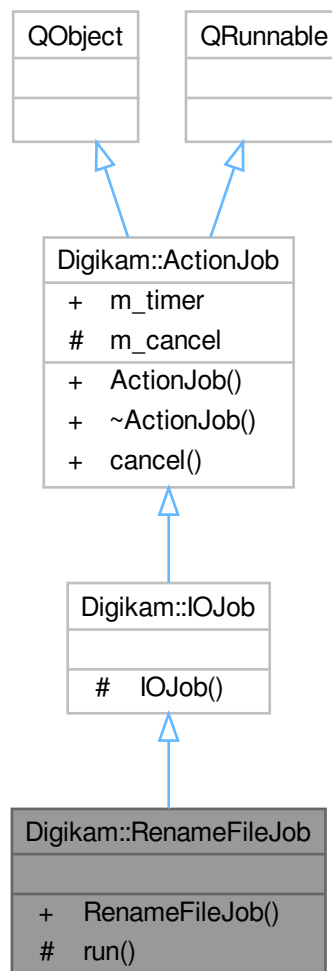 QObject
QRunnable
Digikam::ActionJob
+ m_timer
# m_cancel
+ ActionJob()
+ ~ActionJob()
+ cancel()
Digikam::IOJob
# IOJob()
Digikam::RenameFileJob
+ RenameFileJob()
# run()